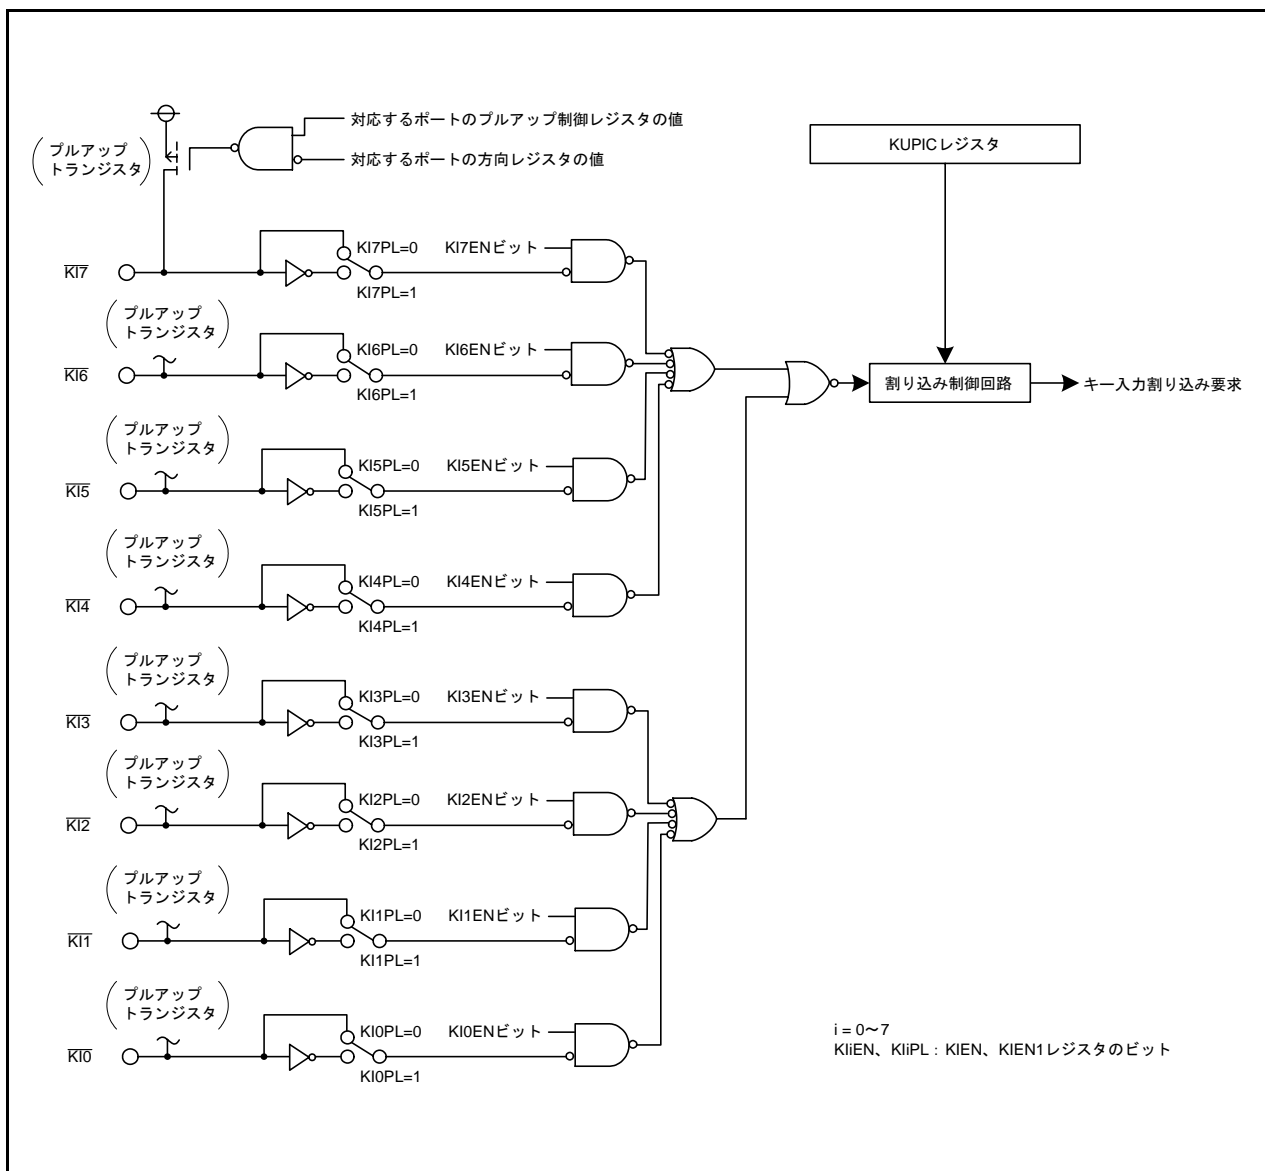 対応するポートのプルアップ制御レジスタの値
対応するポートの方向レジスタの値
プルアップ
トランジスタ
KUPICレジスタ
KI7
KI7PL=0
KI7PL=1
KI7ENビット
プルアップ
トランジスタ
KI6
KI6PL=0
KI6PL=1
KI6ENビット
割り込み制御回路
キー入力割り込み要求
プルアップ
トランジスタ
KI5
KI5PL=0
KI5PL=1
KI5ENビット
プルアップ
トランジスタ
KI4
KI4PL=0
KI4PL=1
KI4ENビット
プルアップ
トランジスタ
KI3
KI3PL=0
KI3PL=1
KI3ENビット
プルアップ
トランジスタ
KI2
KI2PL=0
KI2PL=1
KI2ENビット
プルアップ
トランジスタ
KI1
KI1PL=0
KI1PL=1
KI1ENビット
プルアップ
トランジスタ
KI0
KI0PL=0
KI0PL=1
KI0ENビット
i = 0～7
KIiEN、KIiPL : KIEN、KIEN1レジスタのビット